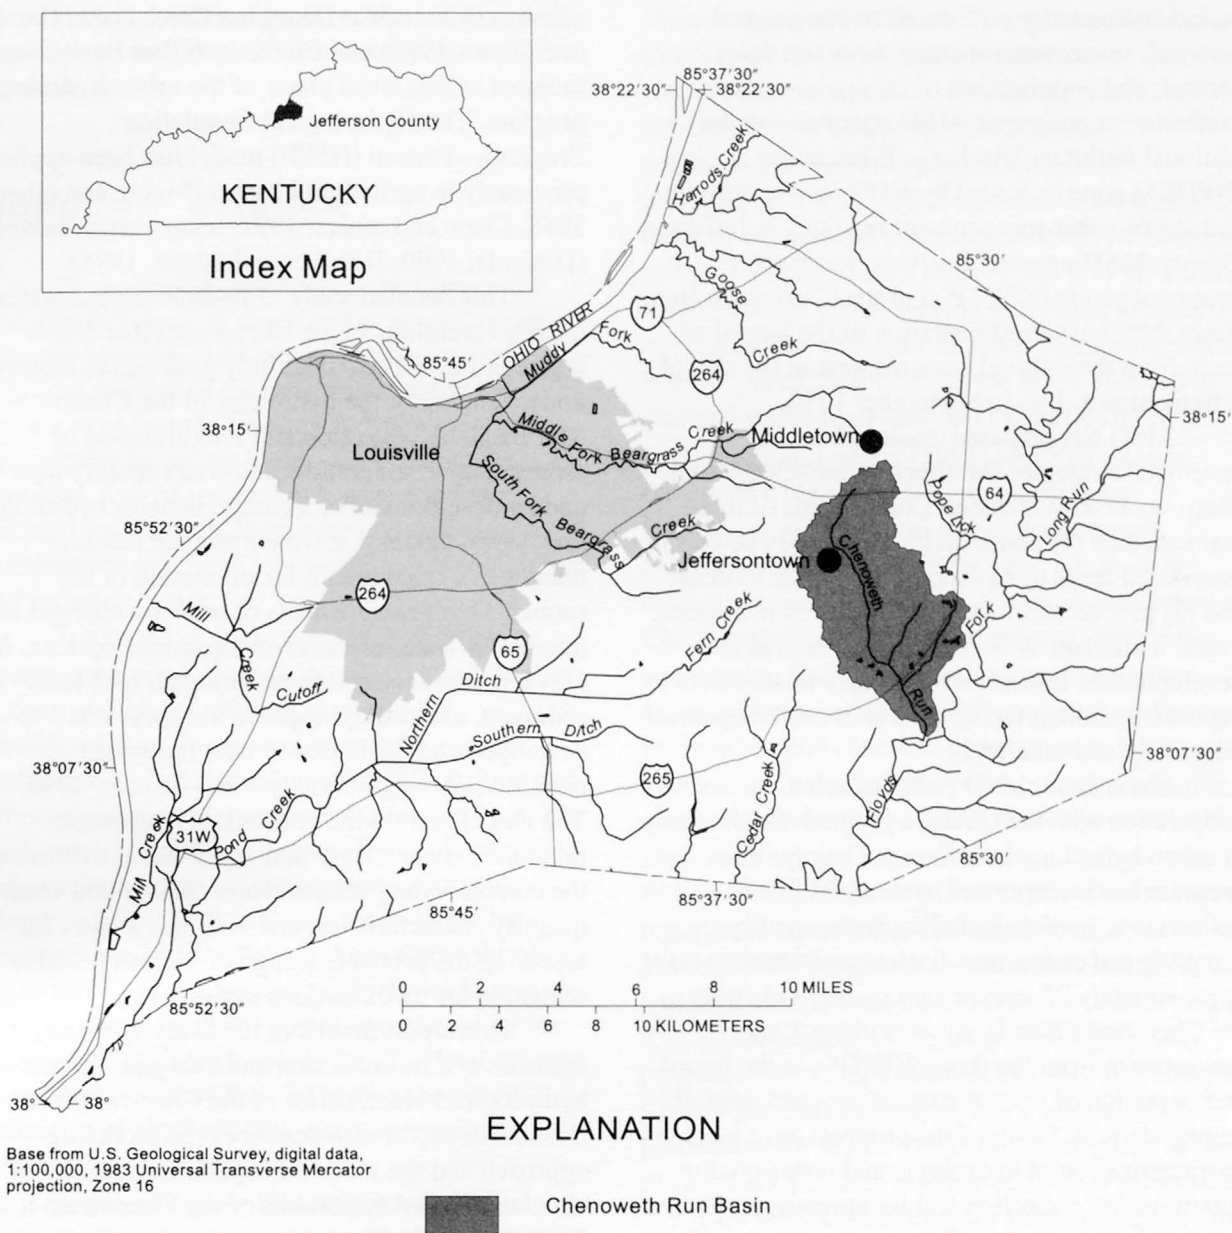 85°37'30"
38°22'30"
38°22'30"
Jefferson County
KENTUCKY
Index Map
Harrods Creek
85°30'
Goose
Creek
OHIO RIVER
Muddy
Fork
71
264
85°45'
38°15'
38°15'
Louisville
Middle Fork
Beargrass
Creek
Middletown
South Fork
Beargrass
Creek
64
Pope Lick
Long Run
85°52'30"
Chenoweth
Jeffersontown
264
Fork
Mill
Creek
Fern Creek
65
Cutoff
Ditch
Run
Northern
Southern
Ditch
38°07'30"
38°07'30"
265
Cedar Creek
Floyds
Mill
Creek
31W
Pond
Creek
85°30'
85°45'
85°37'30"
85°52'30"
0 2 4 6 8 10 MILES
0 2 4 6 8 10 KILOMETERS
38°
38°
EXPLANATION
Base from U.S. Geological Survey, digital data,
1:100,000, 1983 Universal Transverse Mercator
projection, Zone 16
Chenoweth Run Basin